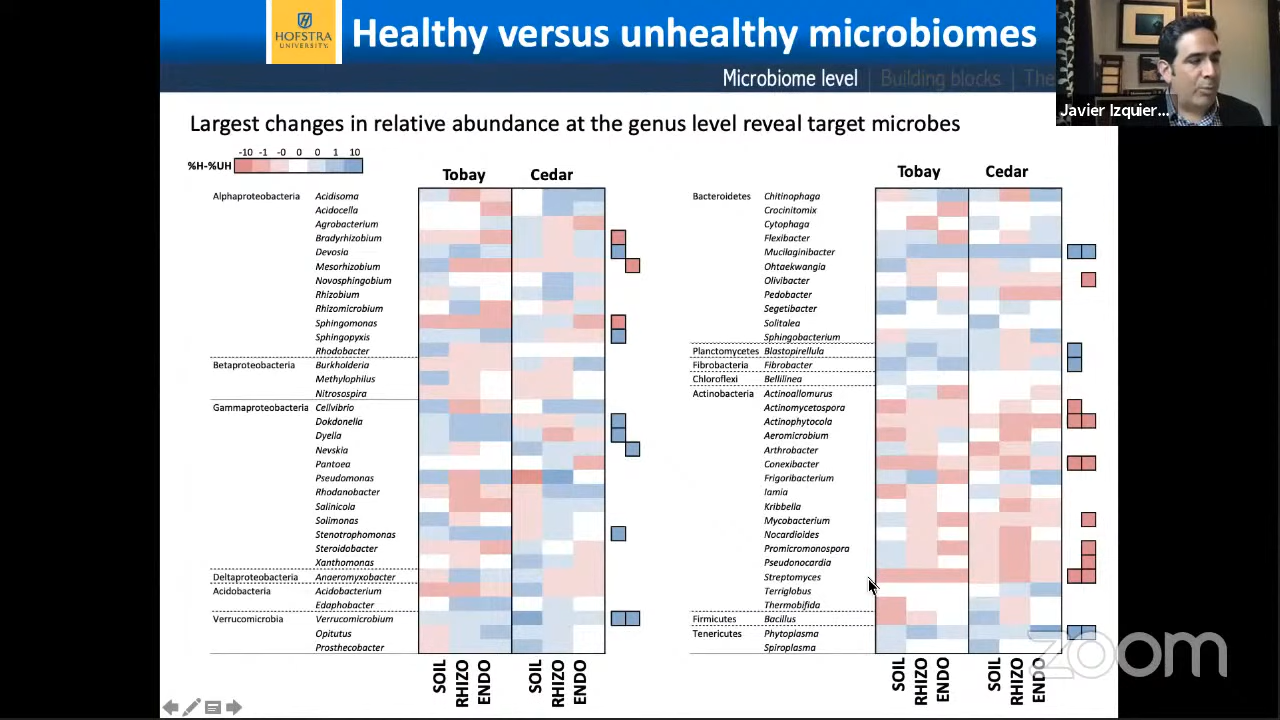 HOFSTRA
UNIVERSITY
Healthy versus unhealthy microbiomes
Microbiome level | Building blocks | The
Javier Izquier...
Largest changes in relative abundance at the genus level reveal target microbes
-10 -1 -0 0 0 1 10
%H-%UH
Tobay Cedar
Alphaproteobacteria Acidisoma
Acidocella
Agrobacterium
Bradyrhizobium
Devosia
Mesorhizobium
Novosphingobium
Rhizobium
Rhizomicrobium
Sphingomonas
Sphingopyxis
Rhodobacter
Betaproteobacteria Burkholderia
Methylophilus
Nitrosospira
Gammaproteobacteria Cellvibrio
Dokdonella
Dyella
Nevskia
Pantoea
Pseudomonas
Rhodanobacter
Salinicola
Solimonas
Stenotrophomonas
Steroidobacter
Xanthomonas
Deltaproteobacteria Anaeromyxobacter
Acidobacteria Acidobacterium
Edaphobacter
Verrucomicrobia Verrucomicrobium
Opitutus
Prosthecobacter
SOIL RHIZO ENDO SOIL RHIZO ENDO
Tobay Cedar
Bacteroidetes Chitinophaga
Crocinitomix
Cytophaga
Flexibacter
Mucilaginibacter
Ohtaekwangia
Olivibacter
Pedobacter
Segetibacter
Solitalea
Sphingobacterium
Planctomycetes Blastopirellula
Fibrobacteria Fibrobacter
Chloroflexi Bellilinea
Actinobacteria Actinoallomurus
Actinomycetospora
Actinophytocola
Aeromicrobium
Arthrobacter
Conexibacter
Frigoribacterium
Iamia
Kribbella
Mycobacterium
Nocardioides
Promicromonospora
Pseudonocardia
Streptomyces
Terriglobus
Thermobifida
Firmicutes Bacillus
Tenericutes Phytoplasma
Spiroplasma
SOIL RHIZO ENDO SOIL RHIZO ENDO
zoom